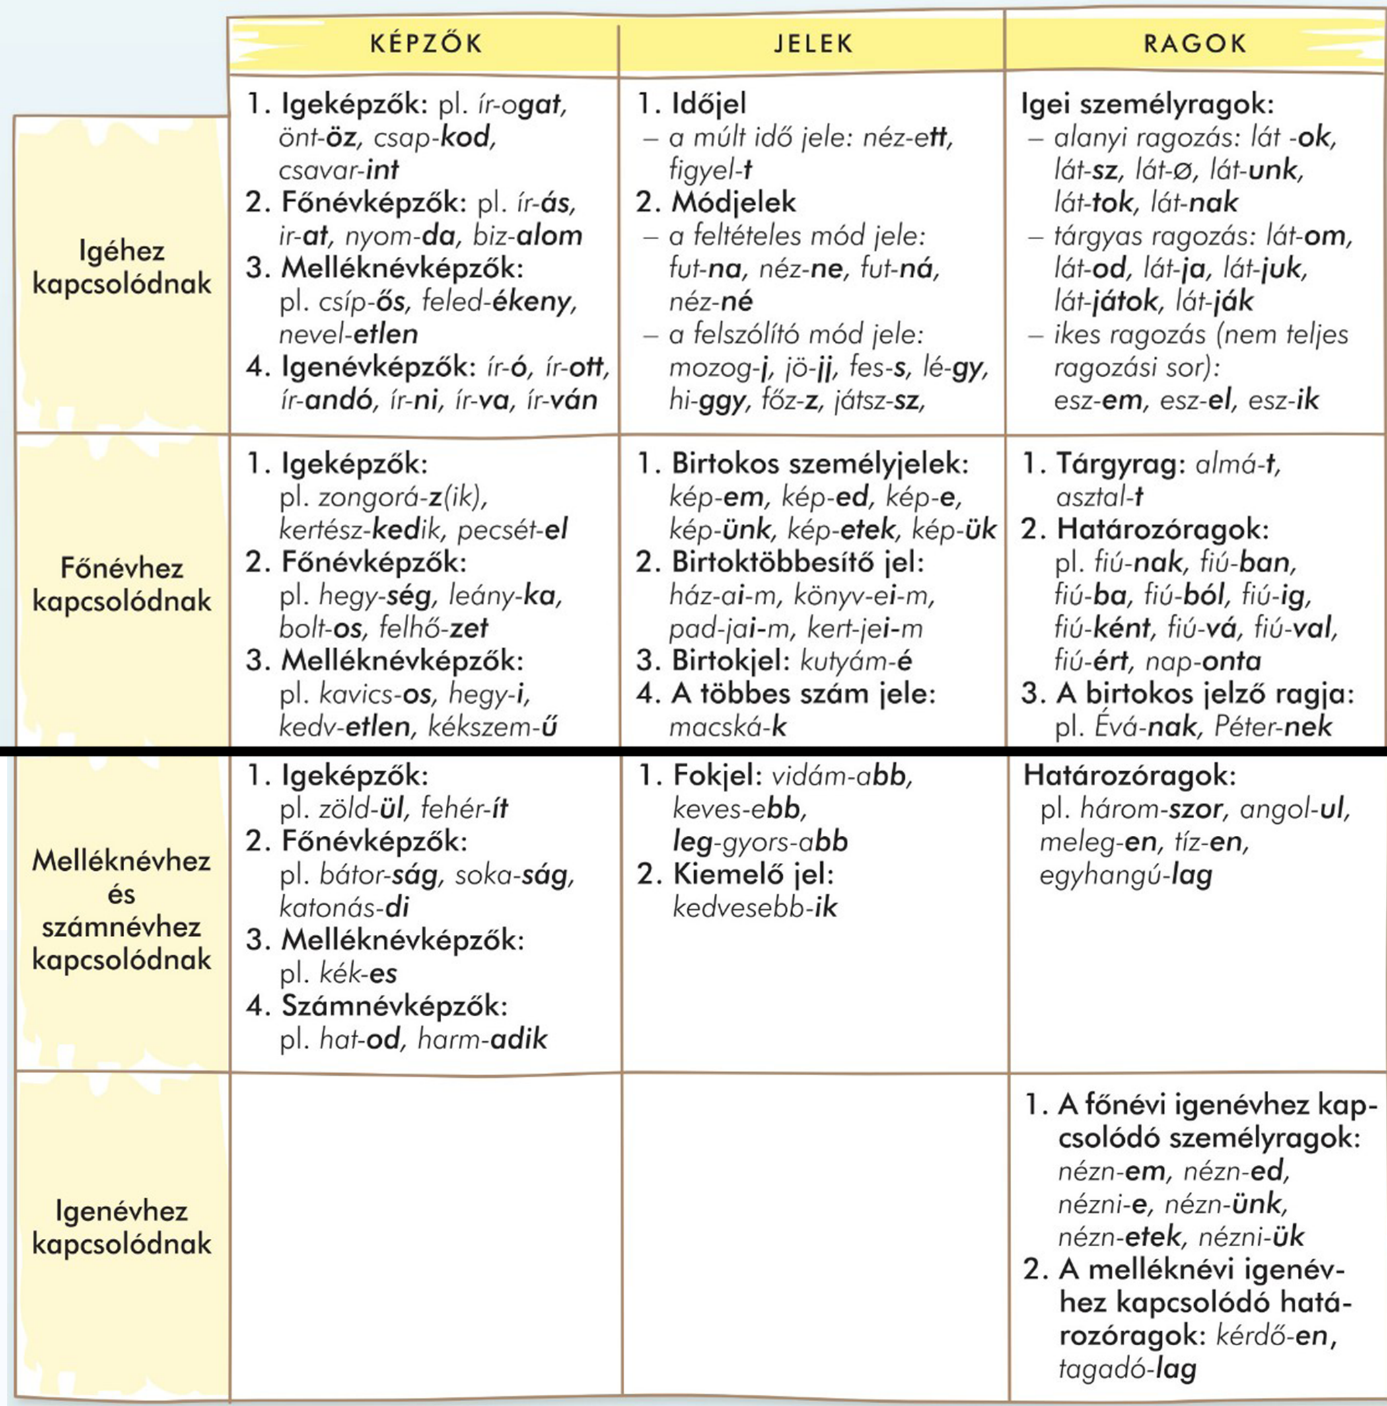 KÉPZŐK
JELEK
RAGOK
Igéhez
kapcsolódnak
1. Igeképzők: pl. ír-ogat,
önt-öz, csap-kod,
csavar-int
2. Főnévképzők: pl. ír-ás,
ir-at, nyom-da, biz-alom
3. Melléknévképzők:
pl. csíp-ős, feled-ékeny,
nevel-etlen
4. Igenévképzők: ír-ó, ír-ott,
ír-andó, ír-ni, ír-va, ír-ván
1. Időjel
– a múlt idő jele: néz-ett,
figyel-t
2. Módjelek
– a feltételes mód jele:
fut-na, néz-ne, fut-ná,
néz-né
– a felszólító mód jele:
mozog-j, jö-jj, fes-s, lé-gy,
hi-ggy, főz-z, játsz-sz,
Igei személyragok:
– alanyi ragozás: lát -ok,
lát-sz, lát-ø, lát-unk,
lát-tok, lát-nak
– tárgyas ragozás: lát-om,
lát-od, lát-ja, lát-juk,
lát-játok, lát-ják
– ikes ragozás (nem teljes
ragozási sor):
esz-em, esz-el, esz-ik
Főnévhez
kapcsolódnak
1. Igeképzők:
pl. zongorá-z(ik),
kertész-kedik, pecsét-el
2. Főnévképzők:
pl. hegy-ség, leány-ka,
bolt-os, felhő-zet
3. Melléknévképzők:
pl. kavics-os, hegy-i,
kedv-etlen, kékszem-ű
1. Birtokos személyjelek:
kép-em, kép-ed, kép-e,
kép-ünk, kép-etek, kép-ük
2. Birtoktöbbesítő jel:
ház-ai-m, könyv-ei-m,
pad-jai-m, kert-jei-m
3. Birtokjel: kutyám-é
4. A többes szám jele:
macská-k
1. Tárgyrag: almá-t,
asztal-t
2. Határozóragok:
pl. fiú-nak, fiú-ban,
fiú-ba, fiú-ból, fiú-ig,
fiú-ként, fiú-vá, fiú-val,
fiú-ért, nap-onta
3. A birtokos jelző ragja:
pl. Évá-nak, Péter-nek
Melléknévhez
és
számnévhez
kapcsolódnak
1. Igeképzők:
pl. zöld-ül, fehér-ít
2. Főnévképzők:
pl. bátor-ság, soka-ság,
katonás-di
3. Melléknévképzők:
pl. kék-es
4. Számnévképzők:
pl. hat-od, harm-adik
1. Fokjel: vidám-abb,
keves-ebb,
leg-gyors-abb
2. Kiemelő jel:
kedvesebb-ik
Határozóragok:
pl. három-szor, angol-ul,
meleg-en, tíz-en,
egyhangú-lag
Igenévhez
kapcsolódnak
1. A főnévi igenévhez kap-
csolódó személyragok:
nézn-em, nézn-ed,
nézni-e, nézn-ünk,
nézn-etek, nézni-ük
2. A melléknévi igenév-
hez kapcsolódó hatá-
rozóragok: kérdő-en,
tagadó-lag